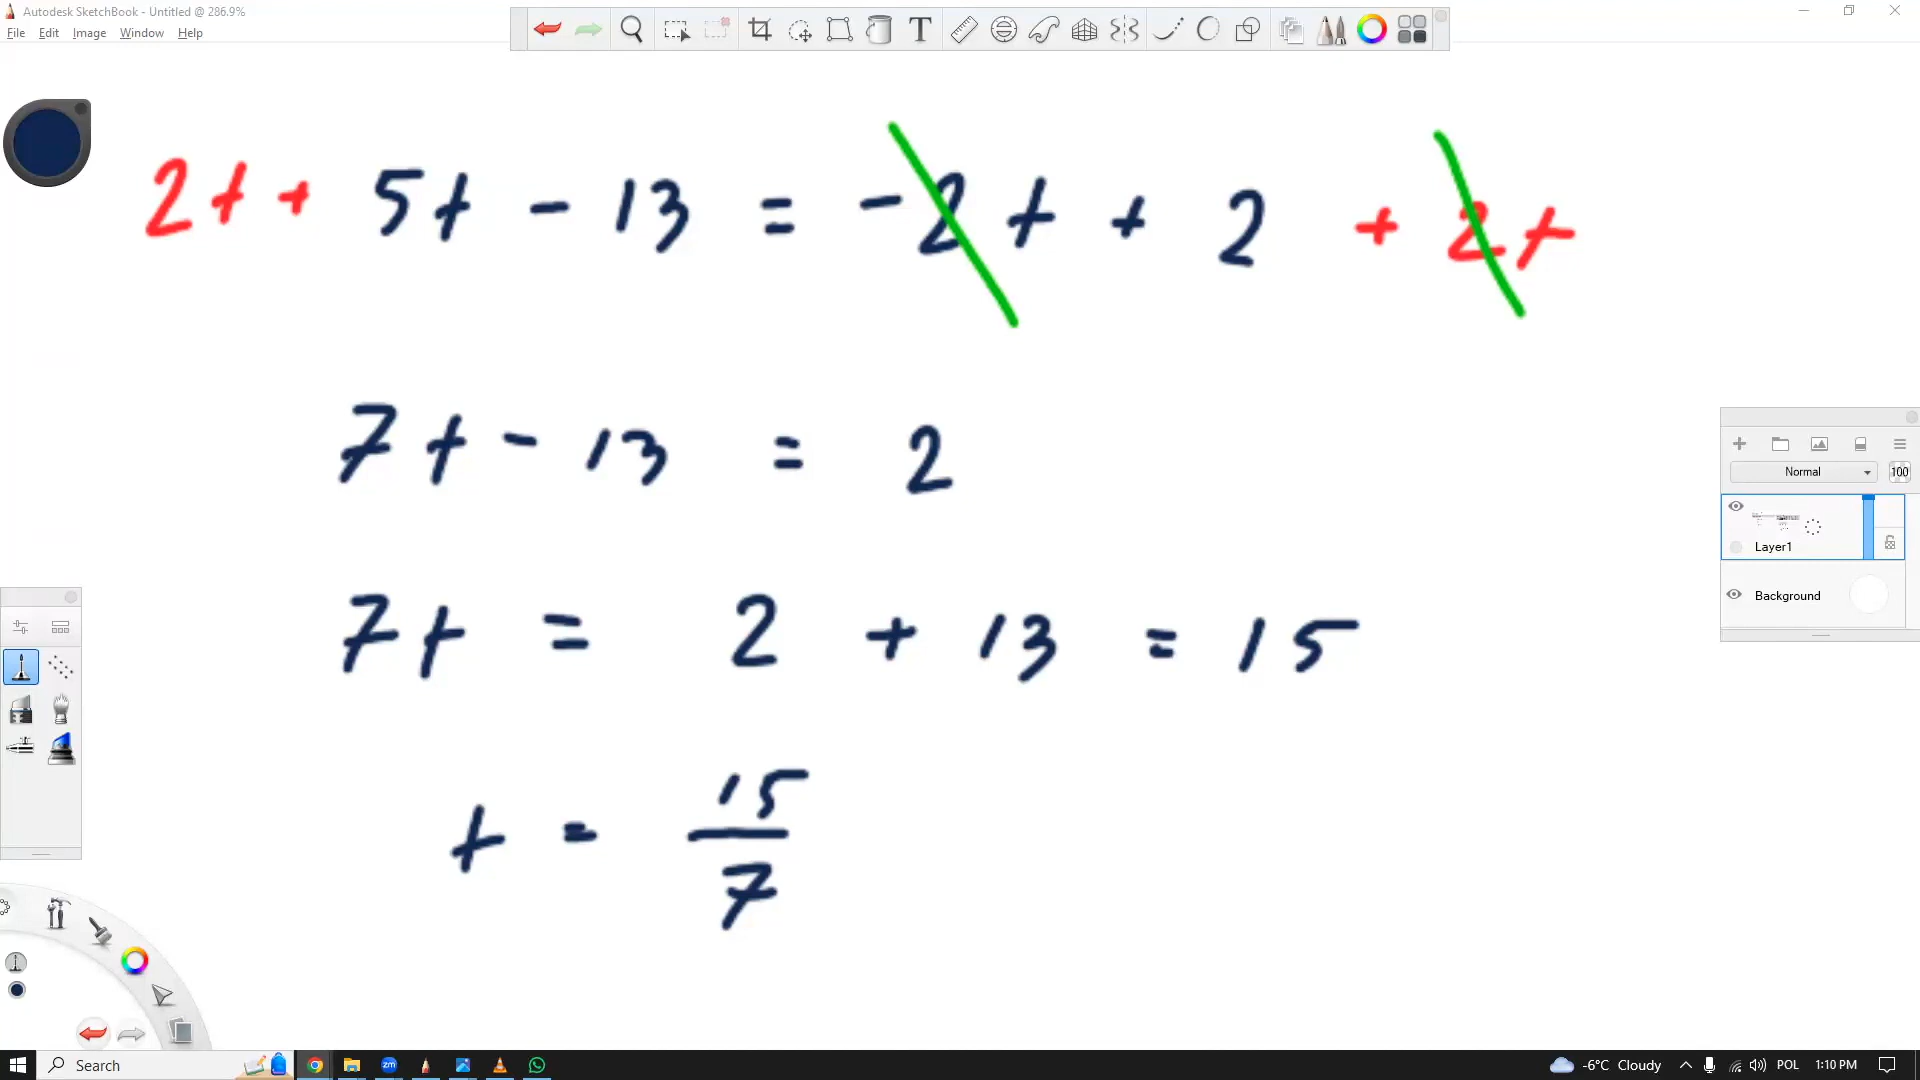 Autodesk SketchBook - Untitled @ 286.9%
File Edit Image Window Help
T
2t + 5t - 13 = -2t + 2 + 2t
7t - 13 = 2
7t = 2 + 13 = 15
t = 15/7
Normal 100
Layer1
Background
Search
zm
-6°C Cloudy
POL
1:10 PM